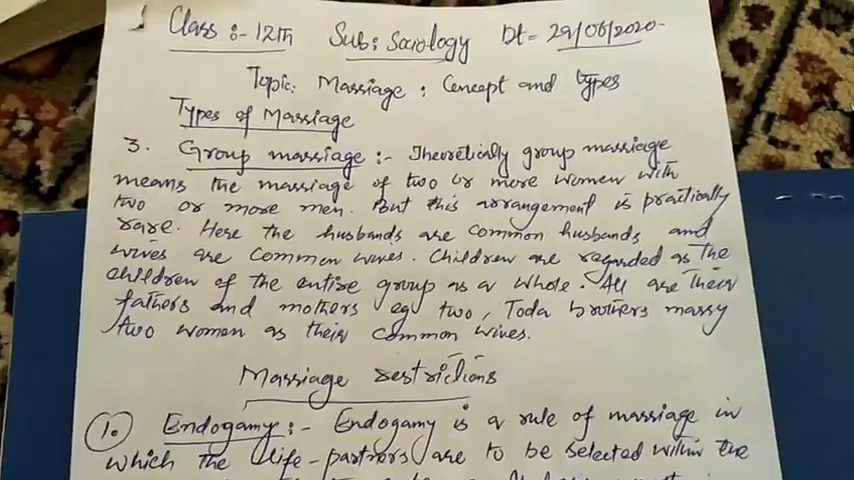 Class :- 12th Sub: Sociology Dt= 29/06/2020-
Topic: Marriage : Concept and types
Types of Marriage
3. Group marriage :- Theoretically group marriage
means the marriage of two or more women with
two or more men. But this arrangement is practically
rare. Here the husbands are common husbands and
wives are common wives. Children are regarded as the
children of the entire group as a whole. All are their
fathers and mothers eg two, Toda brothers marry
two women as their common wives.
Marriage restrictions
1. Endogamy :- Endogamy is a rule of marriage in
which the life-partners are to be selected within the